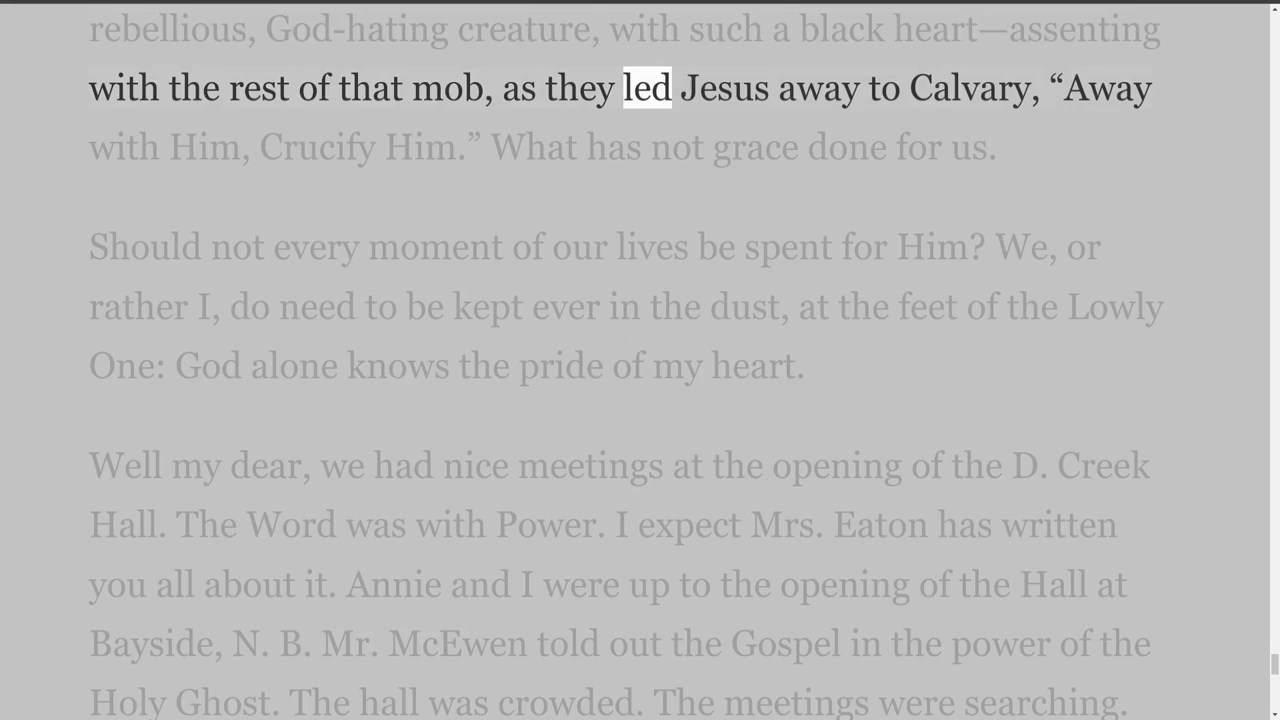 rebellious, God-hating creature, with such a black heart—assenting
with the rest of that mob, as they led Jesus away to Calvary, “Away
with Him, Crucify Him.” What has not grace done for us.
Should not every moment of our lives be spent for Him? We, or
rather I, do need to be kept ever in the dust, at the feet of the Lowly
One: God alone knows the pride of my heart.
Well my dear, we had nice meetings at the opening of the D. Creek
Hall. The Word was with Power. I expect Mrs. Eaton has written
you all about it. Annie and I were up to the opening of the Hall at
Bayside, N. B. Mr. McEwen told out the Gospel in the power of the
Holy Ghost. The hall was crowded. The meetings were searching.